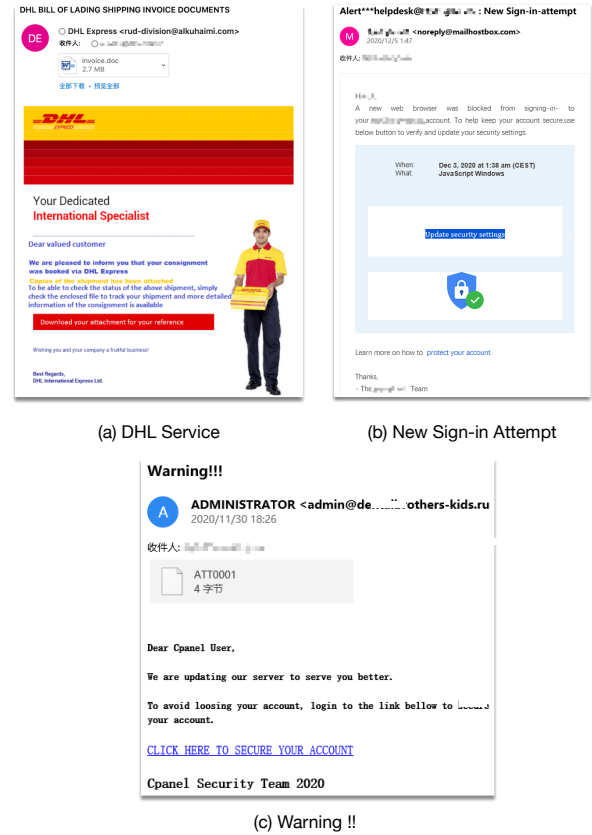 DHL BILL OF LADING SHIPPING INVOICE DOCUMENTS
DE
DHL Express <rud-division@alkuhaimi.com>
收件人:
invoice.doc
2.7 MB
全部下载 · 预览全部
DHL
EXPRESS
Your Dedicated
International Specialist
Dear valued customer
We are pleased to inform you that your consignment
was booked via DHL Express
Copies of the shipment has been attached
To be able to check the status of the above shipment, simply
check the enclosed file to track your shipment and more detailed
information of the consignment is available
Download your attachment for your reference
Wishing you and your company a fruitful business!
Best Regards,
DHL International Express Ltd.
(a) DHL Service
Alert***helpdesk@ : New Sign-in-attempt
M
<noreply@mailhostbox.com>
2020/12/5 1:47
收件人:
A new web browser was blocked from signing-in- to
your account. To help keep your account secure,use
below button to verify and update your security settings.
When: Dec 3, 2020 at 1:38 am (CEST)
What: JavaScript Windows
Update security settings
Learn more on how to protect your account.
Thanks,
- The Team
(b) New Sign-in Attempt
Warning!!!
A
ADMINISTRATOR <admin@de others-kids.ru
2020/11/30 18:26
收件人:
ATT0001
4 字节
Dear Cpanel User,
We are updating our server to serve you better.
To avoid loosing your account, login to the link bellow to secure
your account.
CLICK HERE TO SECURE YOUR ACCOUNT
Cpanel Security Team 2020
(c) Warning !!